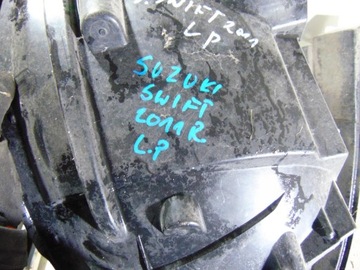 SWIFT 2011
LP
SUZUKI
SWIFT
2011R
L.P